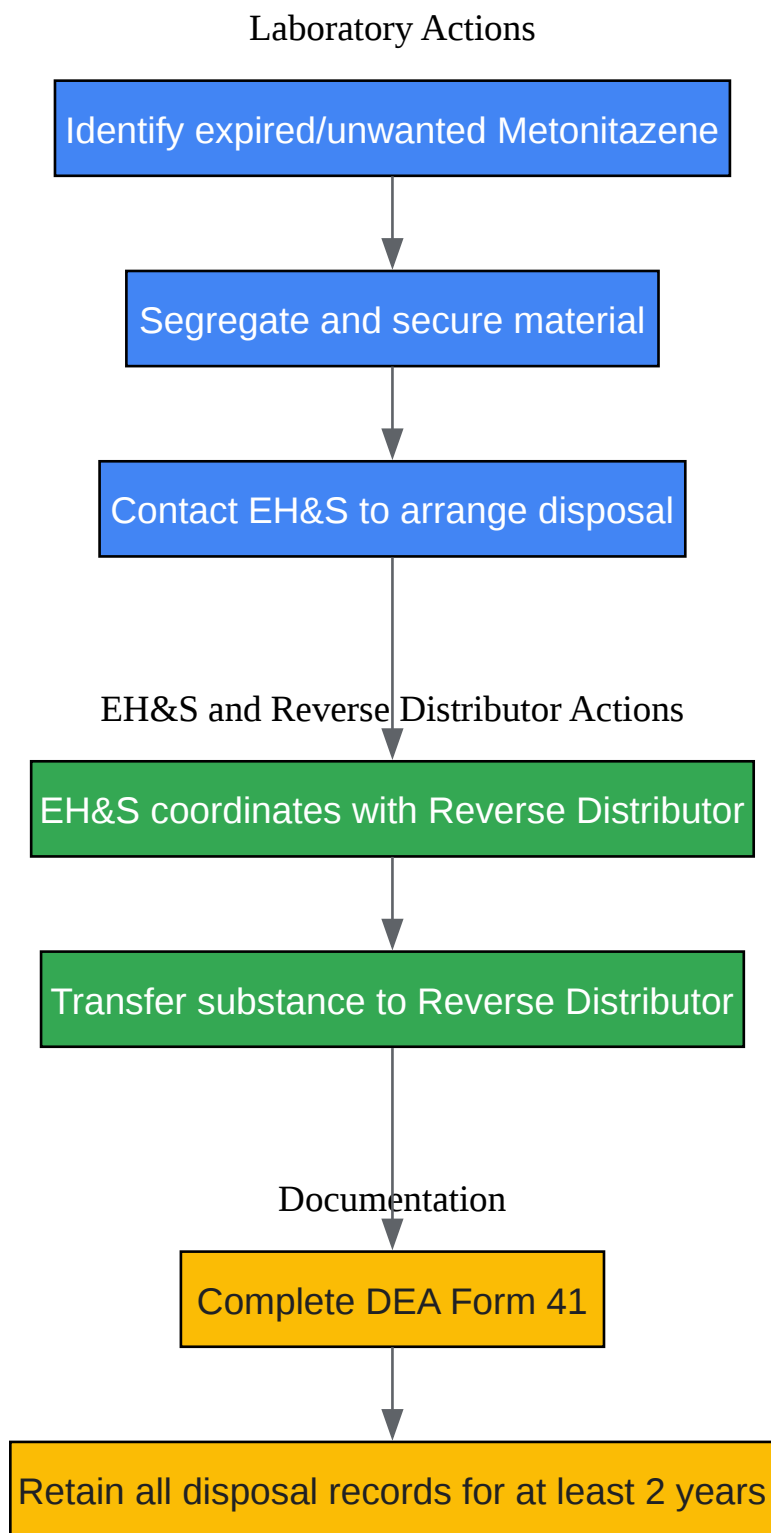 Laboratory Actions
Identify expired/unwanted Metonitazene
Segregate and secure material
Contact EH&S to arrange disposal
EH&S and Reverse Distributor Actions
EH&S coordinates with Reverse Distributor
Transfer substance to Reverse Distributor
Documentation
Complete DEA Form 41
Retain all disposal records for at least 2 years